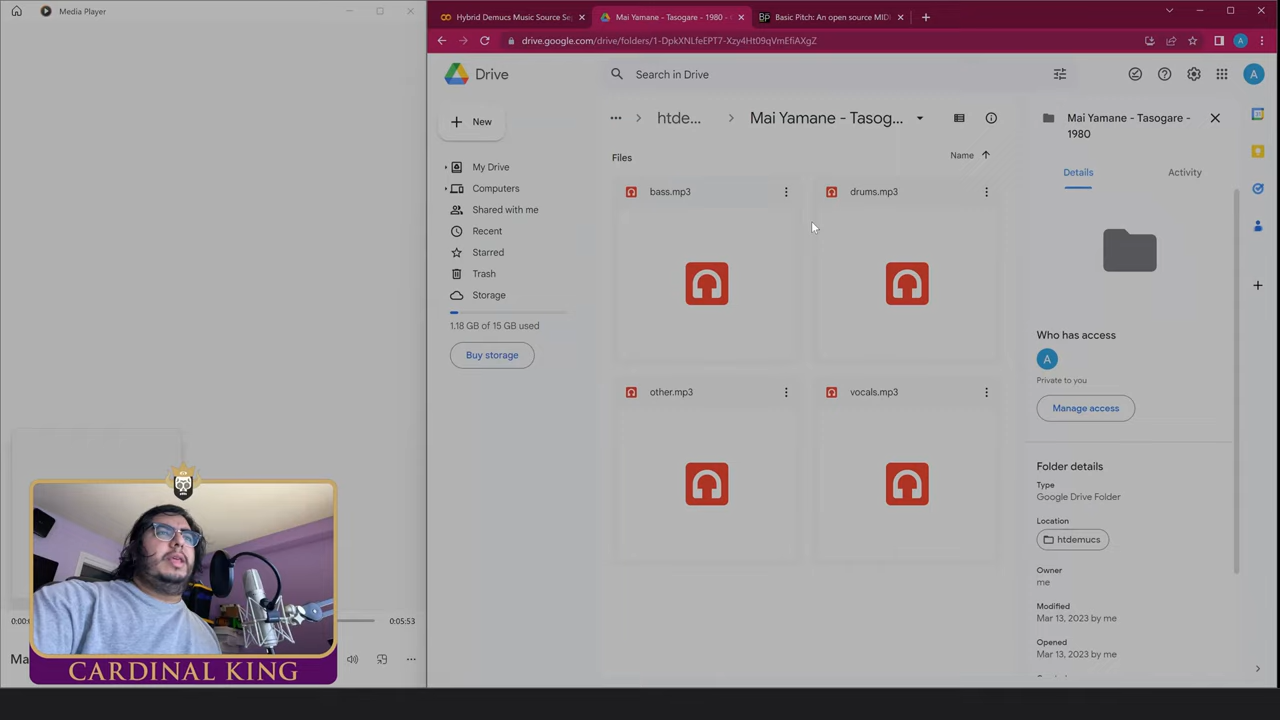 Media Player
Hybrid Demucs Music Source Se
Mai Yamane - Tasogare - 1980 -
Basic Pitch: An open source MIDI
drive.google.com/drive/folders/1-DpkXNLfeEPT7-Xzy4Ht09qVmEfiAXgZ
A
Drive
Search in Drive
A
New
My Drive
Computers
Shared with me
Recent
Starred
Trash
Storage
1.18 GB of 15 GB used
Buy storage
htde...
Mai Yamane - Tasog...
Files
Name
bass.mp3
drums.mp3
other.mp3
vocals.mp3
Mai Yamane - Tasogare -
1980
Details
Activity
Who has access
A
Private to you
Manage access
Folder details
Type
Google Drive Folder
Location
htdemucs
Owner
me
Modified
Mar 13, 2023 by me
Opened
Mar 13, 2023 by me
0:00:0
05:53
Ma
CARDINAL KING